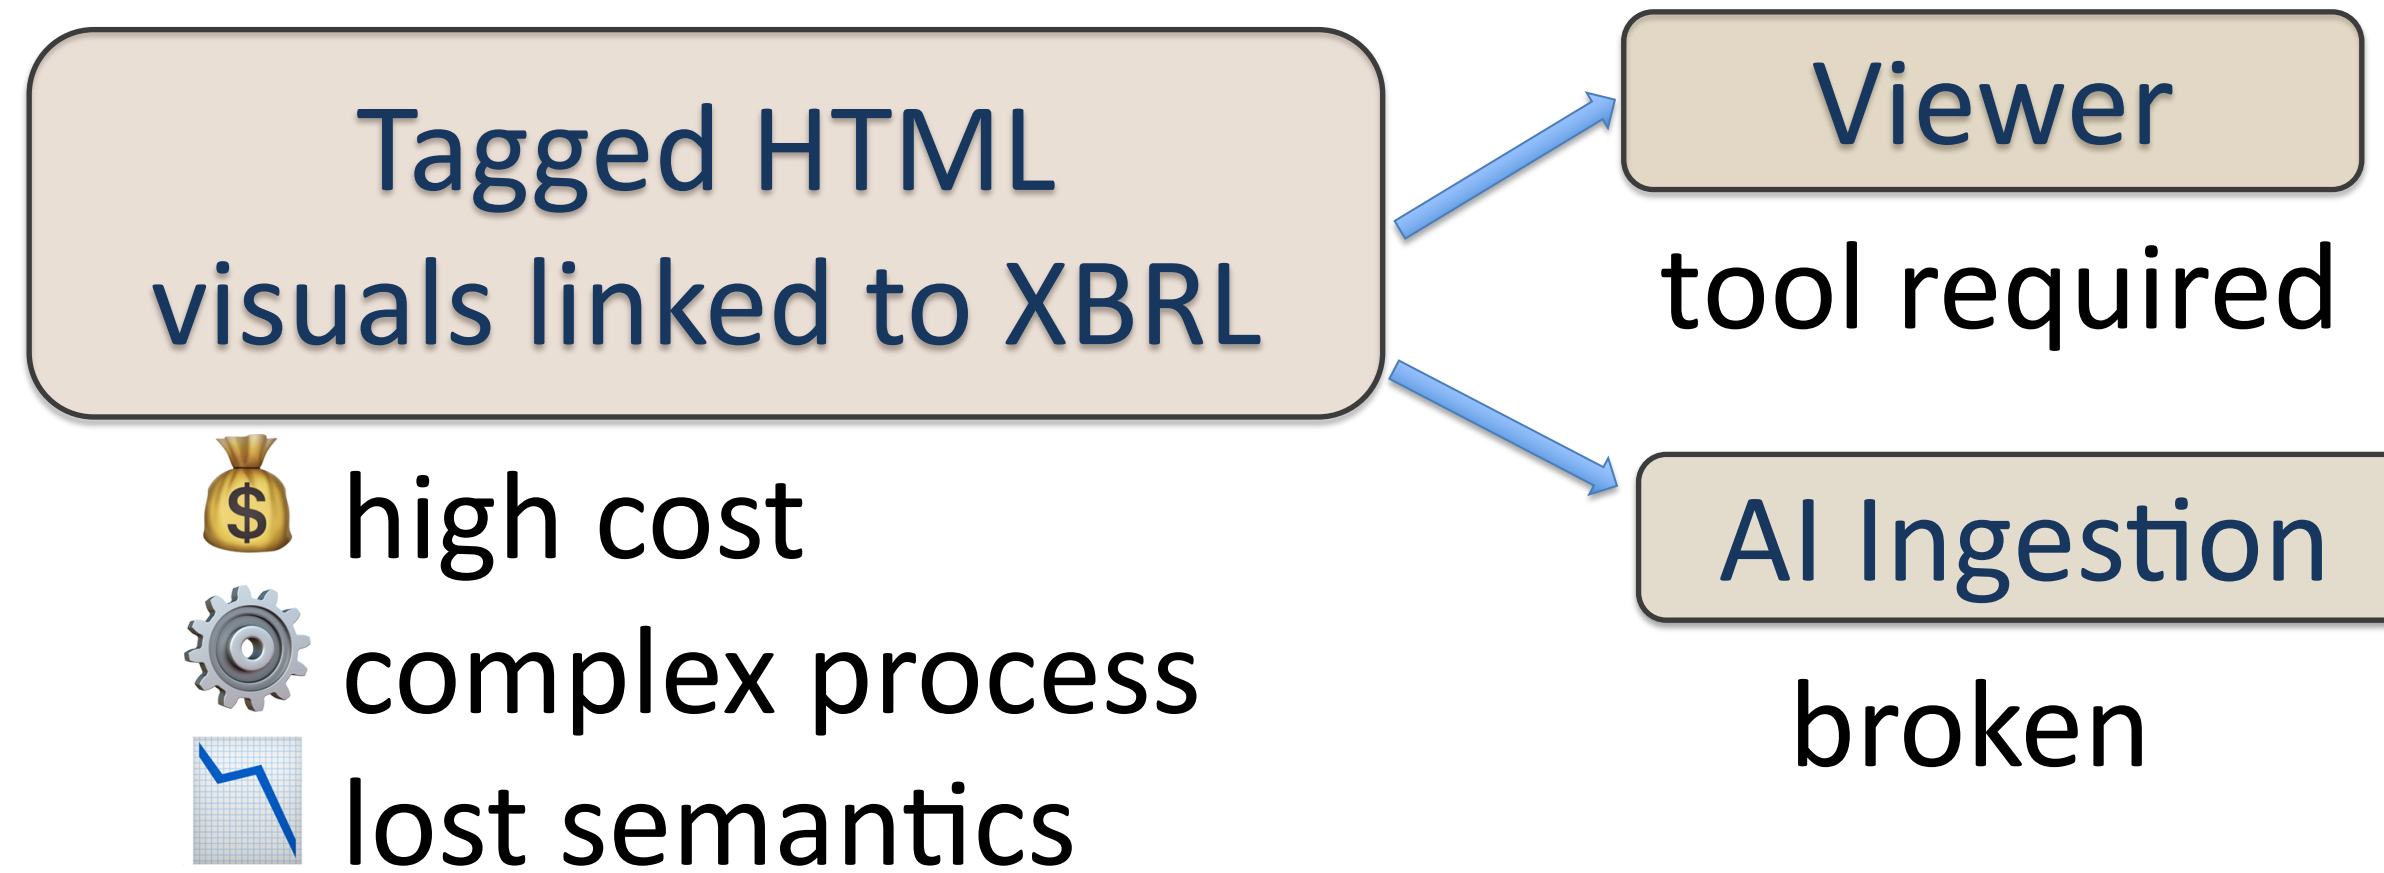 Tagged HTML
visuals linked to XBRL
$ high cost
complex process
lost semantics
Viewer
tool required
AI Ingestion
broken